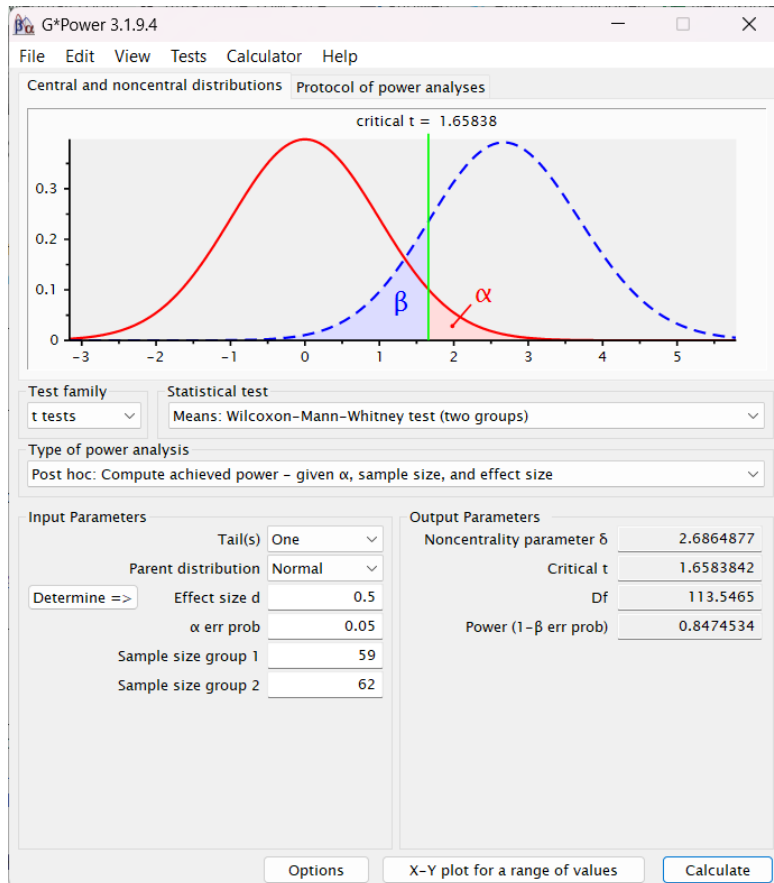 G*Power 3.1.9.4
File Edit View Tests Calculator Help
Central and noncentral distributions Protocol of power analyses
critical t = 1.65838
0.3
0.2
0.1
0
β
α
-3 -2 -1 0 1 2 3 4 5
Test family Statistical test
t tests Means: Wilcoxon-Mann-Whitney test (two groups)
Type of power analysis
Post hoc: Compute achieved power - given α, sample size, and effect size
Input Parameters Output Parameters
Tail(s) One Noncentrality parameter δ 2.6864877
Parent distribution Normal Critical t 1.6583842
Determine => Effect size d 0.5 Df 113.5465
α err prob 0.05 Power (1-β err prob) 0.8474534
Sample size group 1 59
Sample size group 2 62
Options X-Y plot for a range of values Calculate